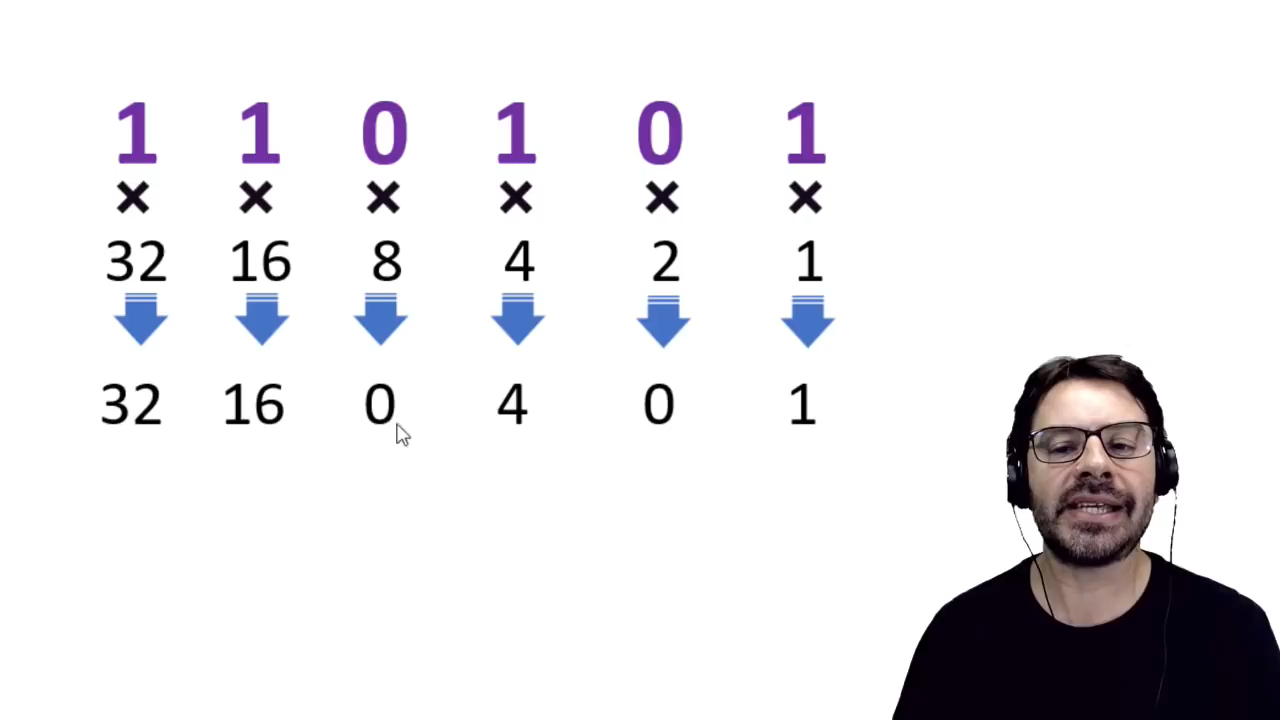 1 1 0 1 0 1
× × × × × ×
32 16 8 4 2 1
32 16 0 4 0 1